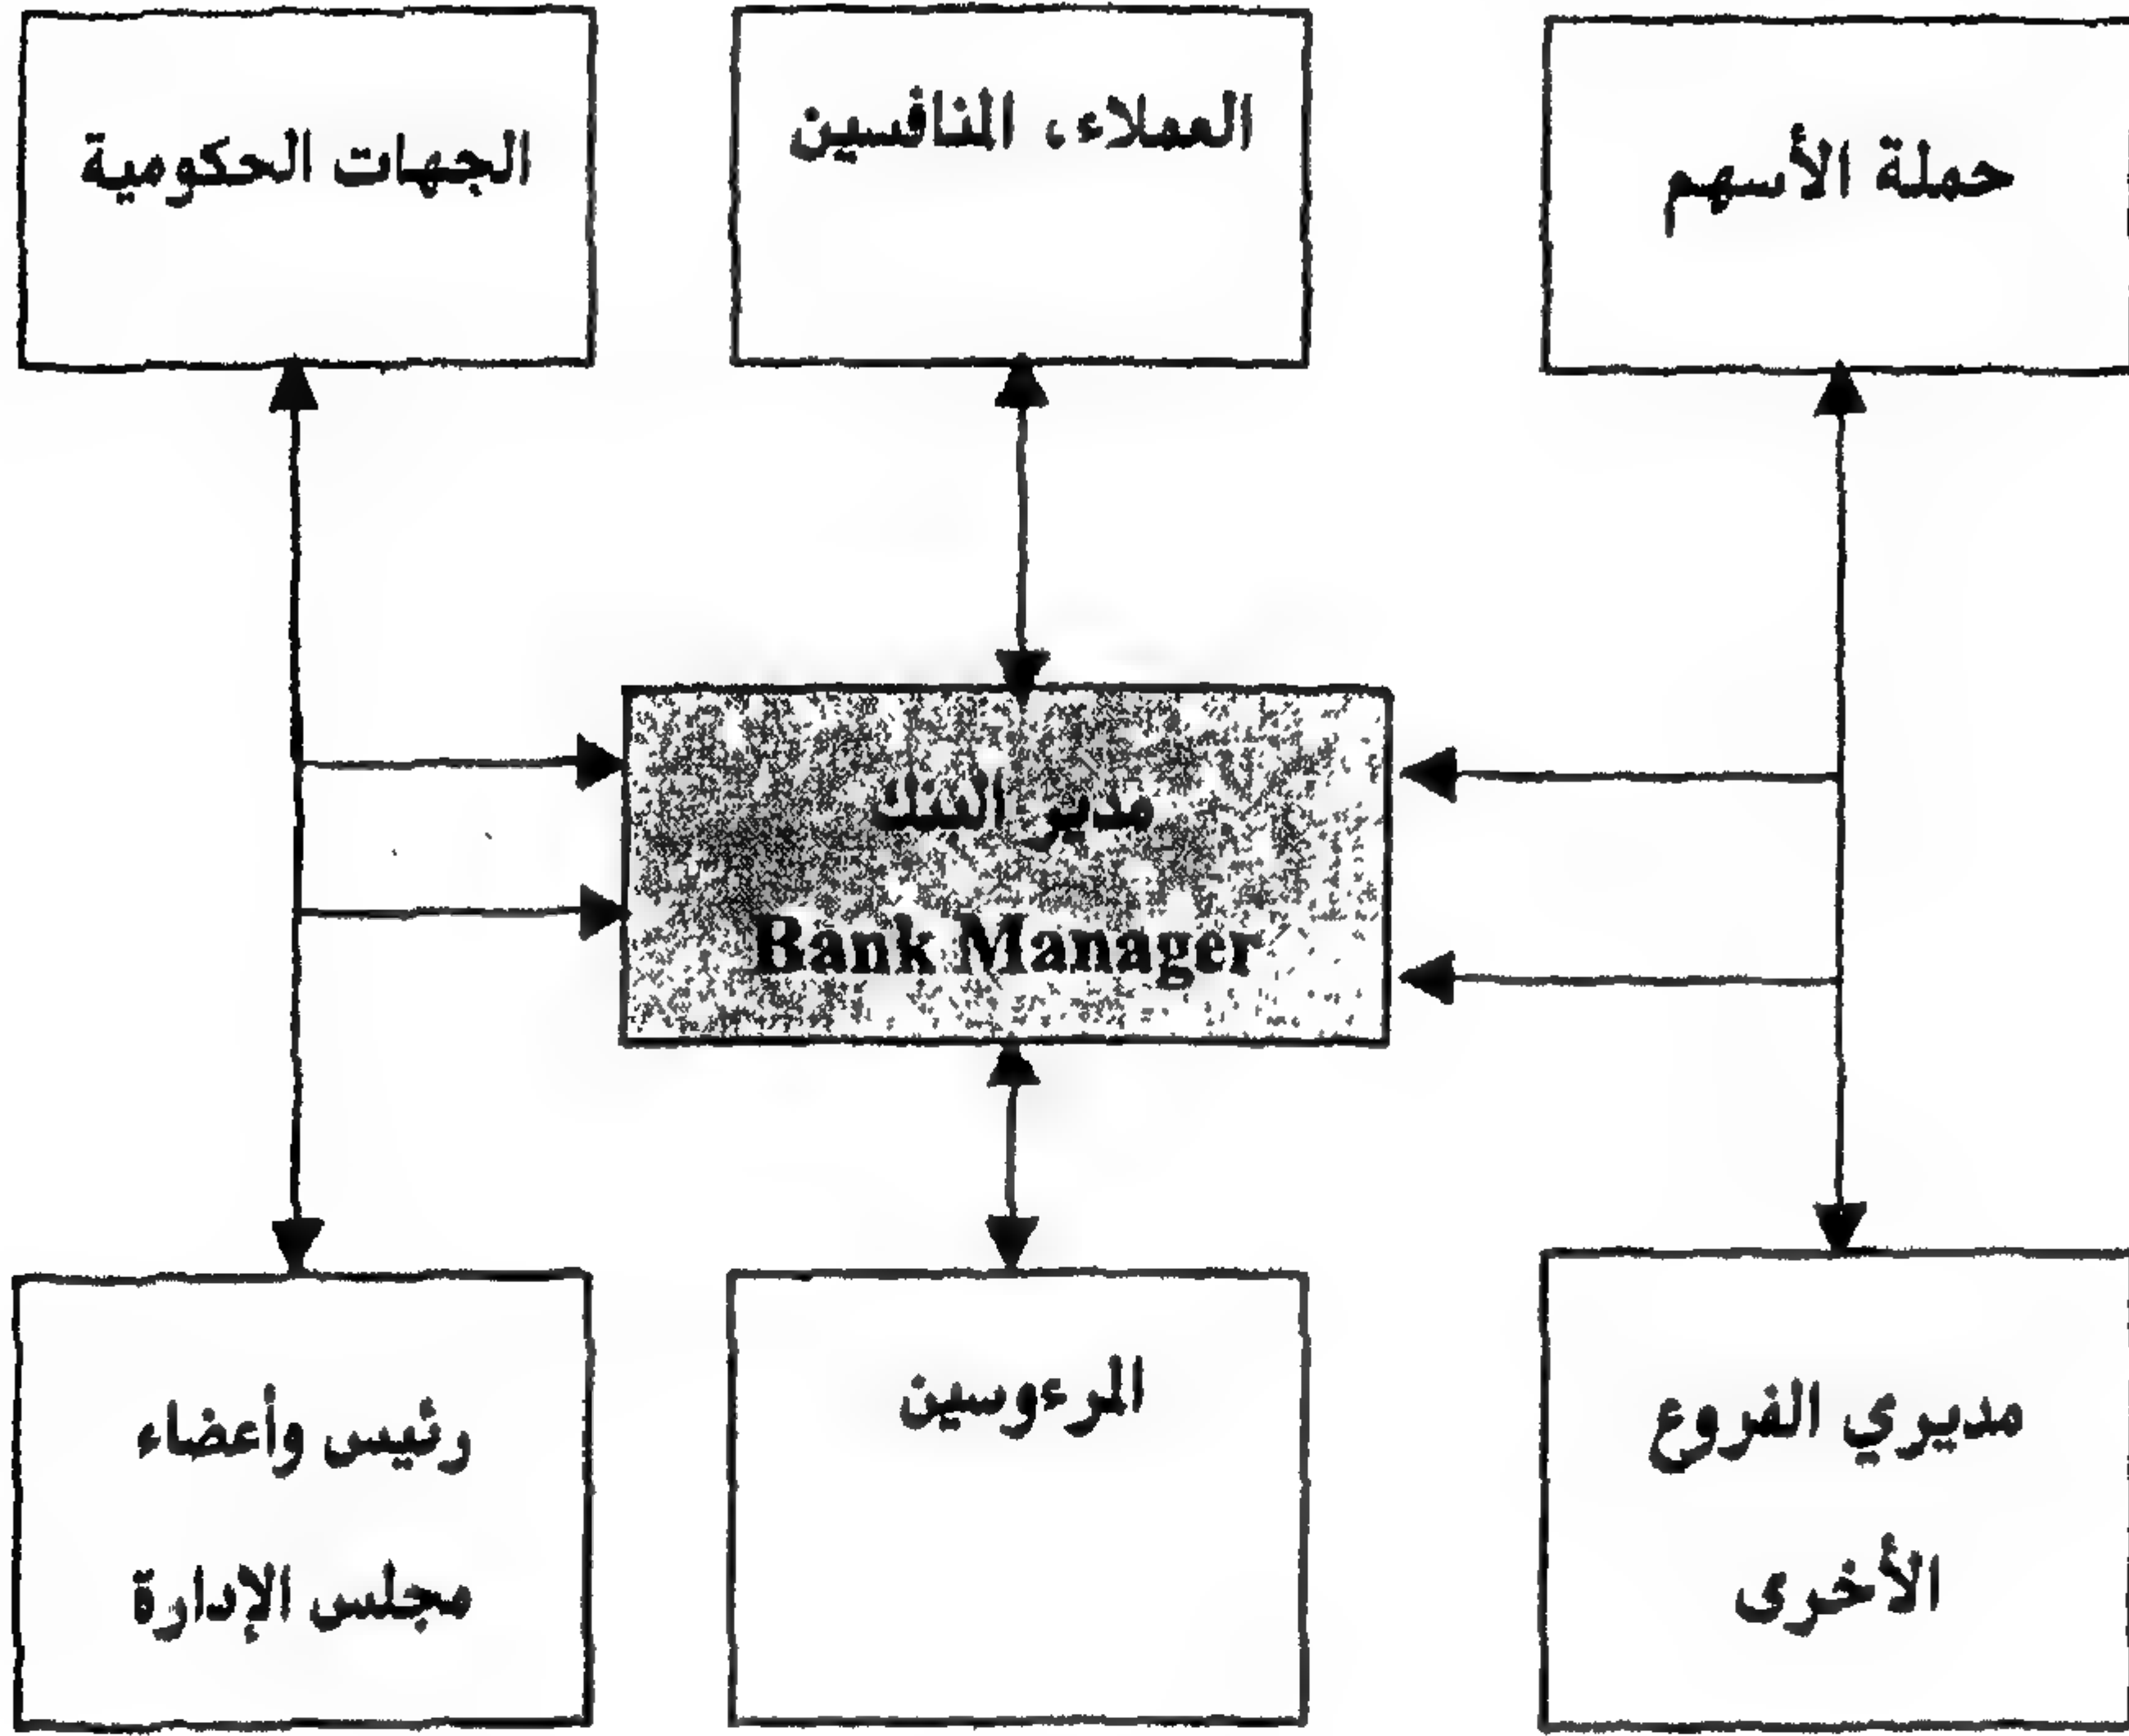 حملة الأسهم
العملاء، المنافسين
الجهات الحكومية
مدير البنك
Bank Manager
مديري الفروع
الأخرى
المرءوسين
رئيس وأعضاء
مجلس الإدارة